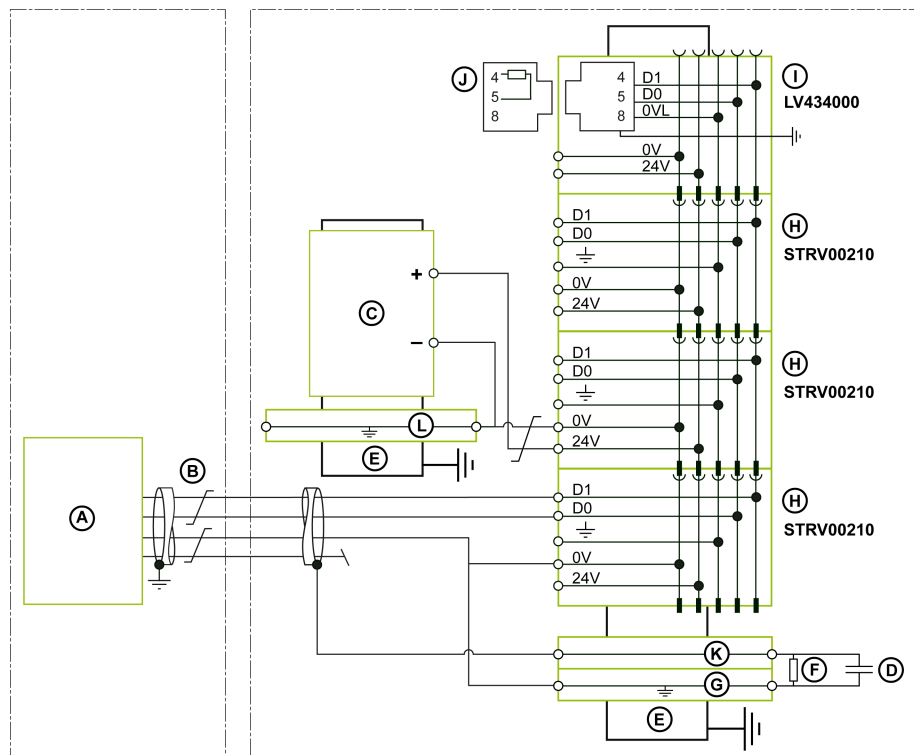 J
4
5
8
4 D1
5 D0
8 0VL
0V
24V
I
LV434000
D1
D0
0V
24V
H
STRV00210
C
+
–
D1
D0
0V
24V
H
STRV00210
L
E
A
B
D1
D0
0V
24V
H
STRV00210
K
G
E
F
D